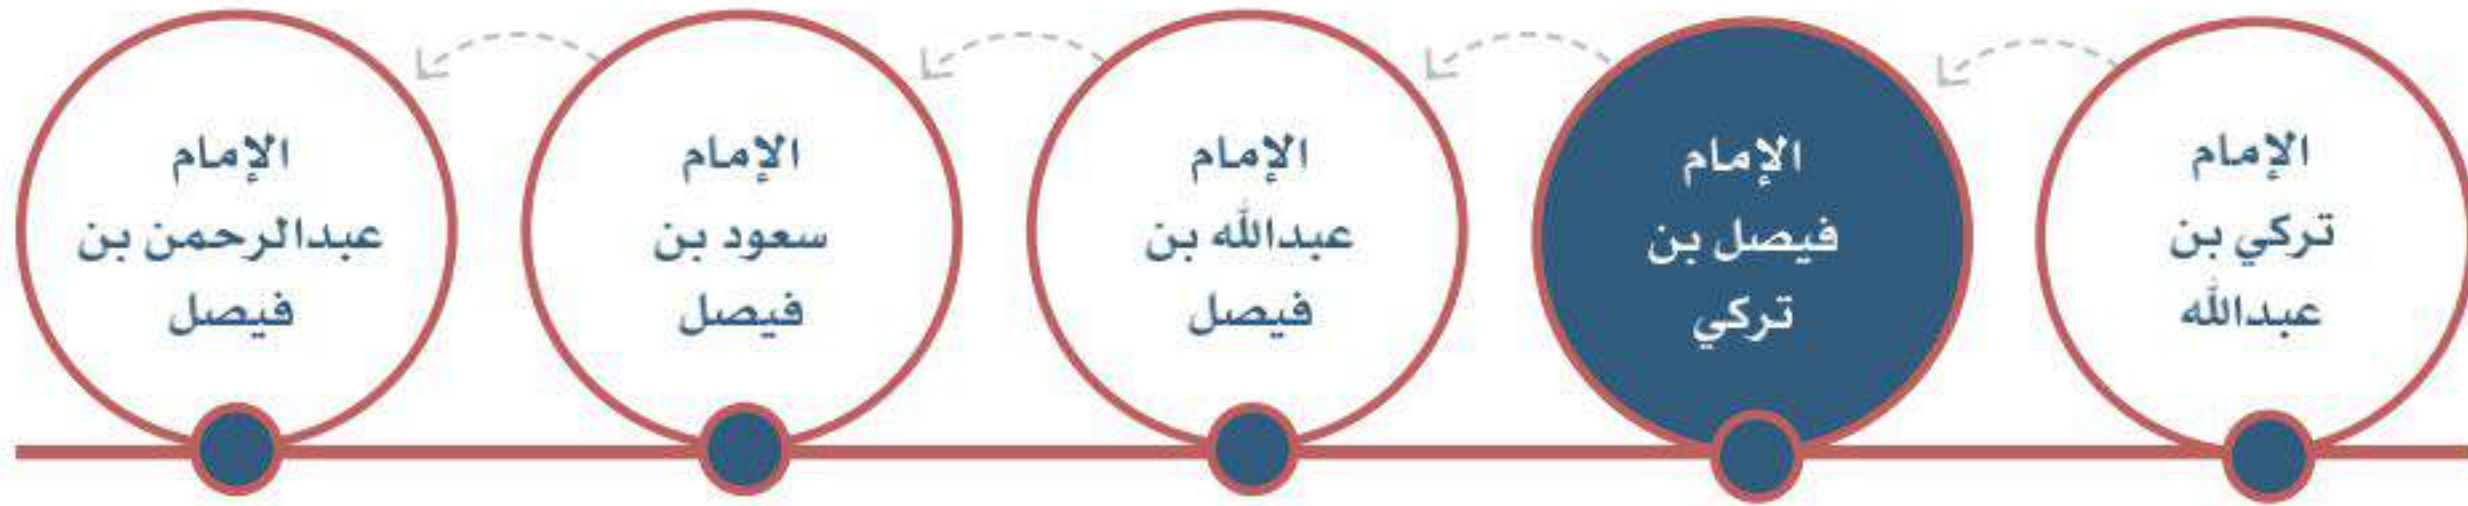 الإمام
تركي بن
عبدالله
الإمام
فيصل بن
تركي
الإمام
عبدالله بن
فيصل
الإمام
سعود بن
فيصل
الإمام
عبدالرحمن بن
فيصل